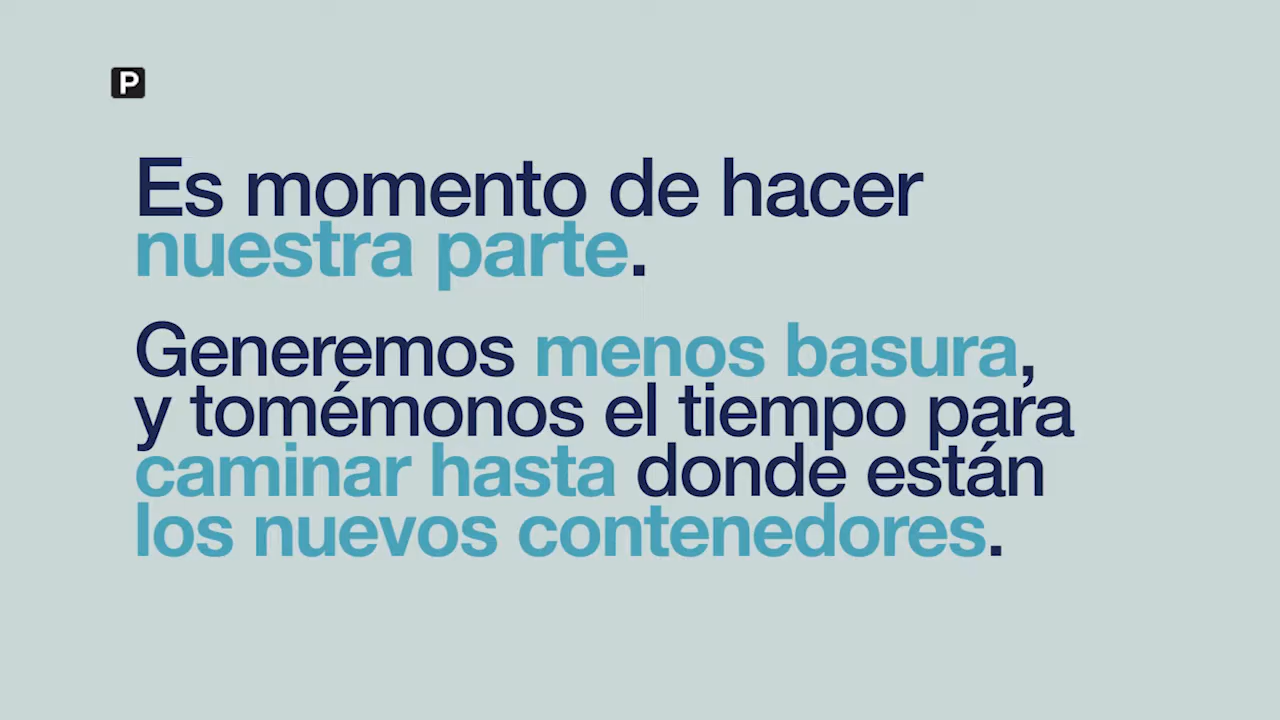 P
Es momento de hacer
nuestra parte.
Generemos menos basura,
y tomémonos el tiempo para
caminar hasta donde están
los nuevos contenedores.